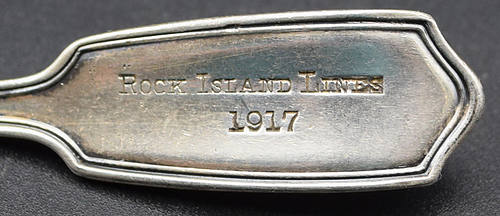 ROCK ISLAND LINES
1917